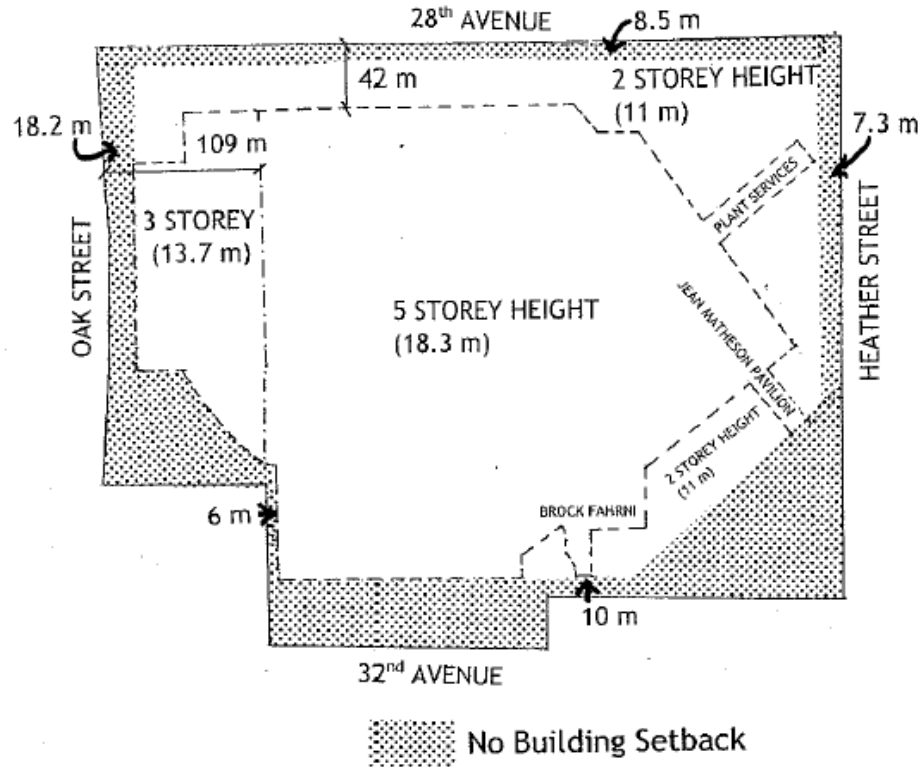 28th AVENUE
8.5 m
42 m
2 STOREY HEIGHT
(11 m)
18.2 m
7.3 m
109 m
PLANT SERVICES
3 STOREY
(13.7 m)
OAK STREET
HEATHER STREET
5 STOREY HEIGHT
(18.3 m)
JEAN MATHESON PAVILION
2 STOREY HEIGHT
(11 m)
6 m
BROCK FAHRNI
10 m
32nd AVENUE
No Building Setback